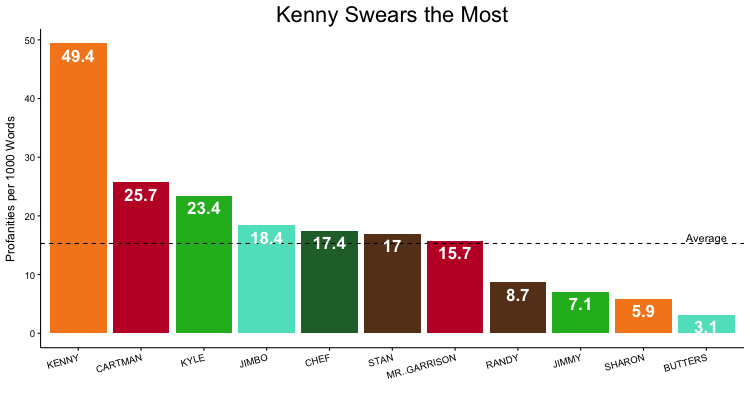 Kenny Swears the Most
Profanities per 1000 Words
50
40
30
20
10
0
49.4
25.7
23.4
18.4
17.4
17
15.7
8.7
7.1
5.9
3.1
Average
KENNY
CARTMAN
KYLE
JIMBO
CHEF
STAN
MR..GARRISON
RANDY
JIMMY
SHARON
BUTTERS